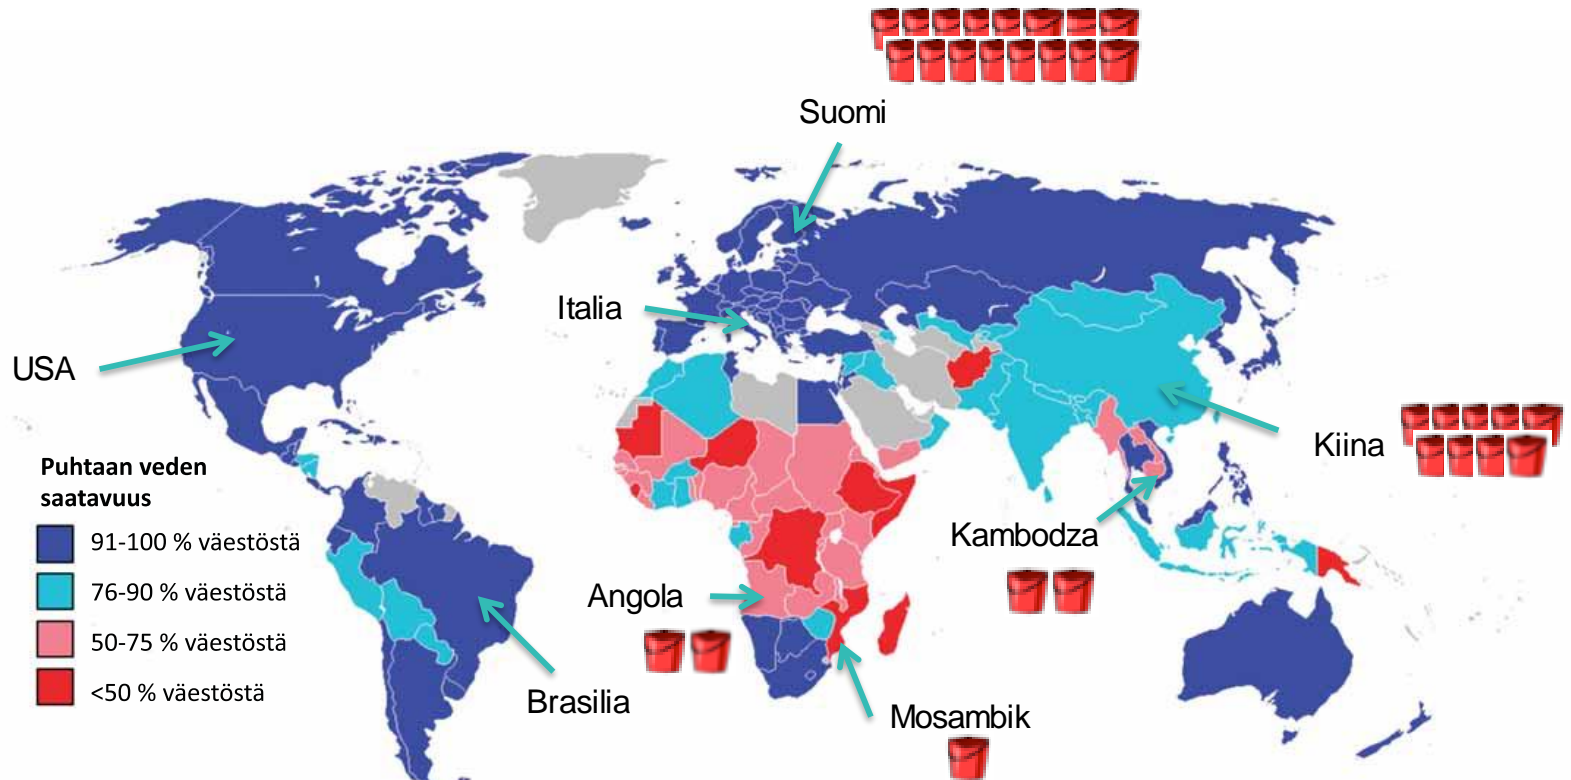 Suomi
Italia
USA
Kiina
Puhtaan veden
saatavuus
91-100 % väestöstä
76-90 % väestöstä
50-75 % väestöstä
<50 % väestöstä
Kambodza
Angola
Brasilia
Mosambik